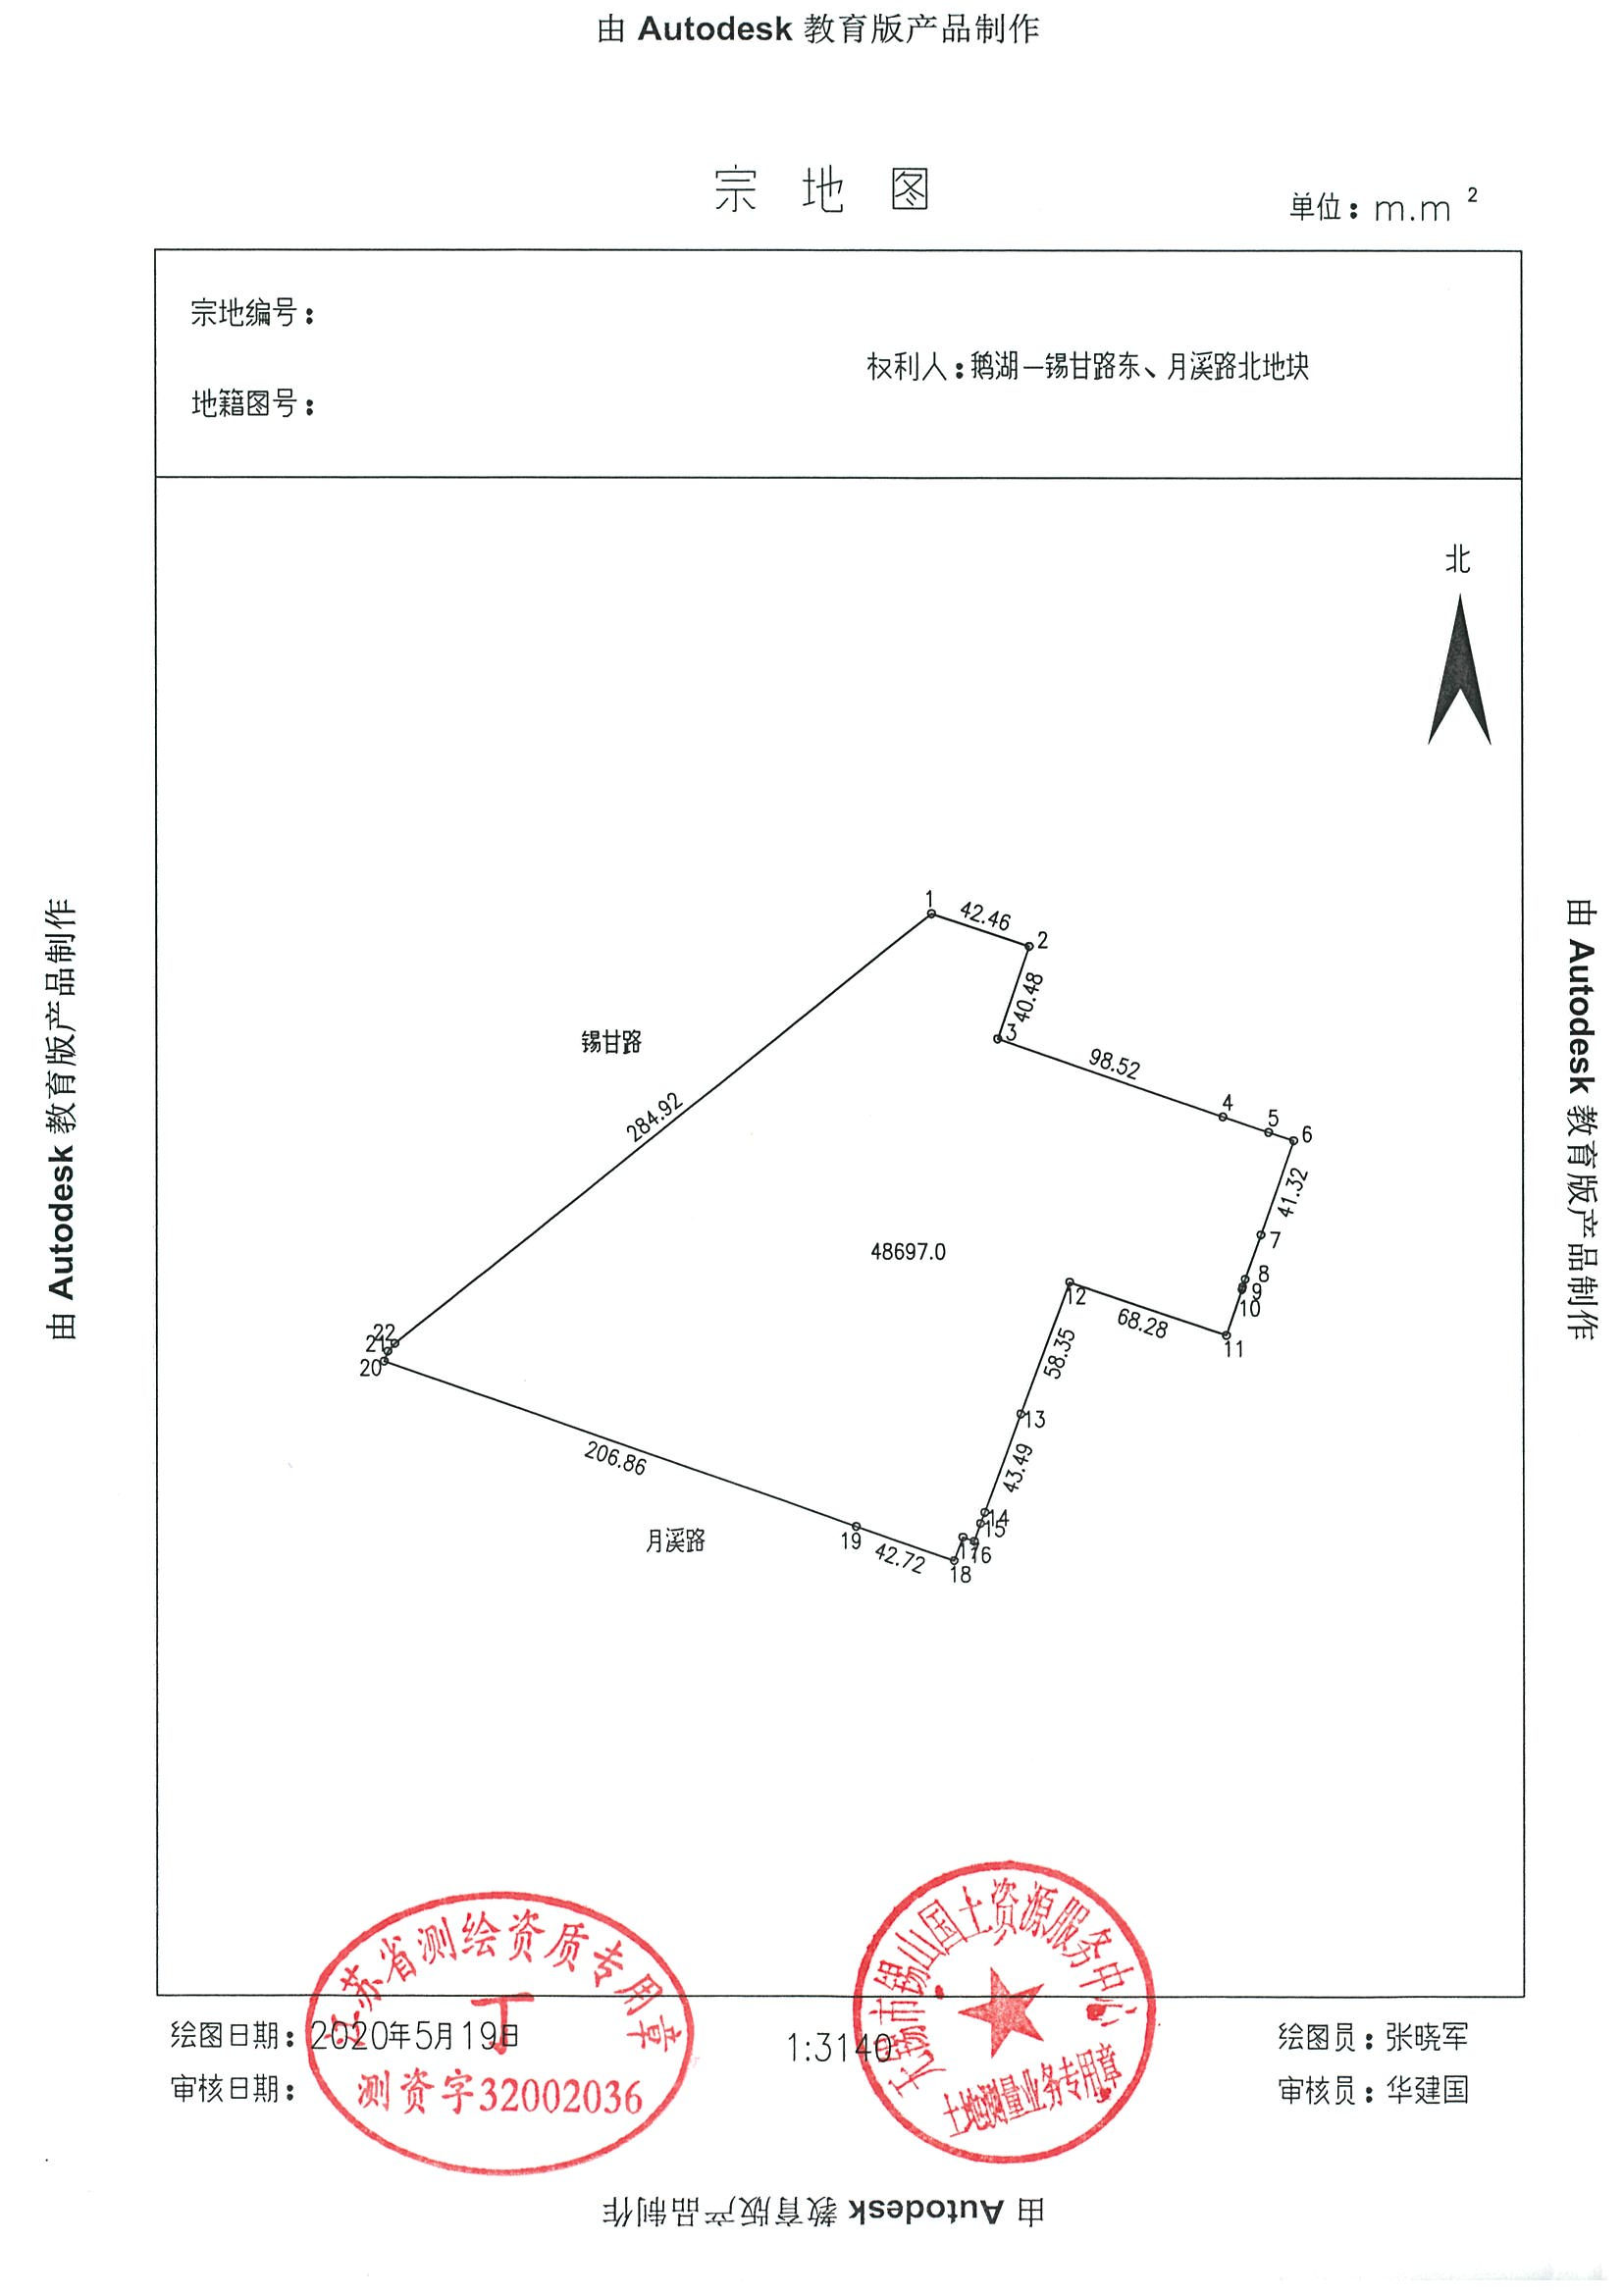 由 Autodesk 教育版产品制作
宗 地 图
单位：m.m ²
宗地编号：
权利人：鹅湖—锡甘路东、月溪路北地块
地籍图号：
北
由 Autodesk 教育版产品制作
由 Autodesk 教育版产品制作
1
42.46
2
40.48
3
锡甘路
98.52
284.92
4
5
6
41.32
7
48697.0
8
9
10
12
68.28
11
58.35
22
21
20
13
206.86
43.49
14
15
16
17
月溪路
19
42.72
18
江苏省测绘资质专用章
丁
测资字32002036
无锡市锡山国土资源服务中心
土地测量业务专用章
绘图日期：2020年5月19日
1:3140
绘图员：张晓军
审核日期：
审核员：华建国
由 Autodesk 教育版产品制作